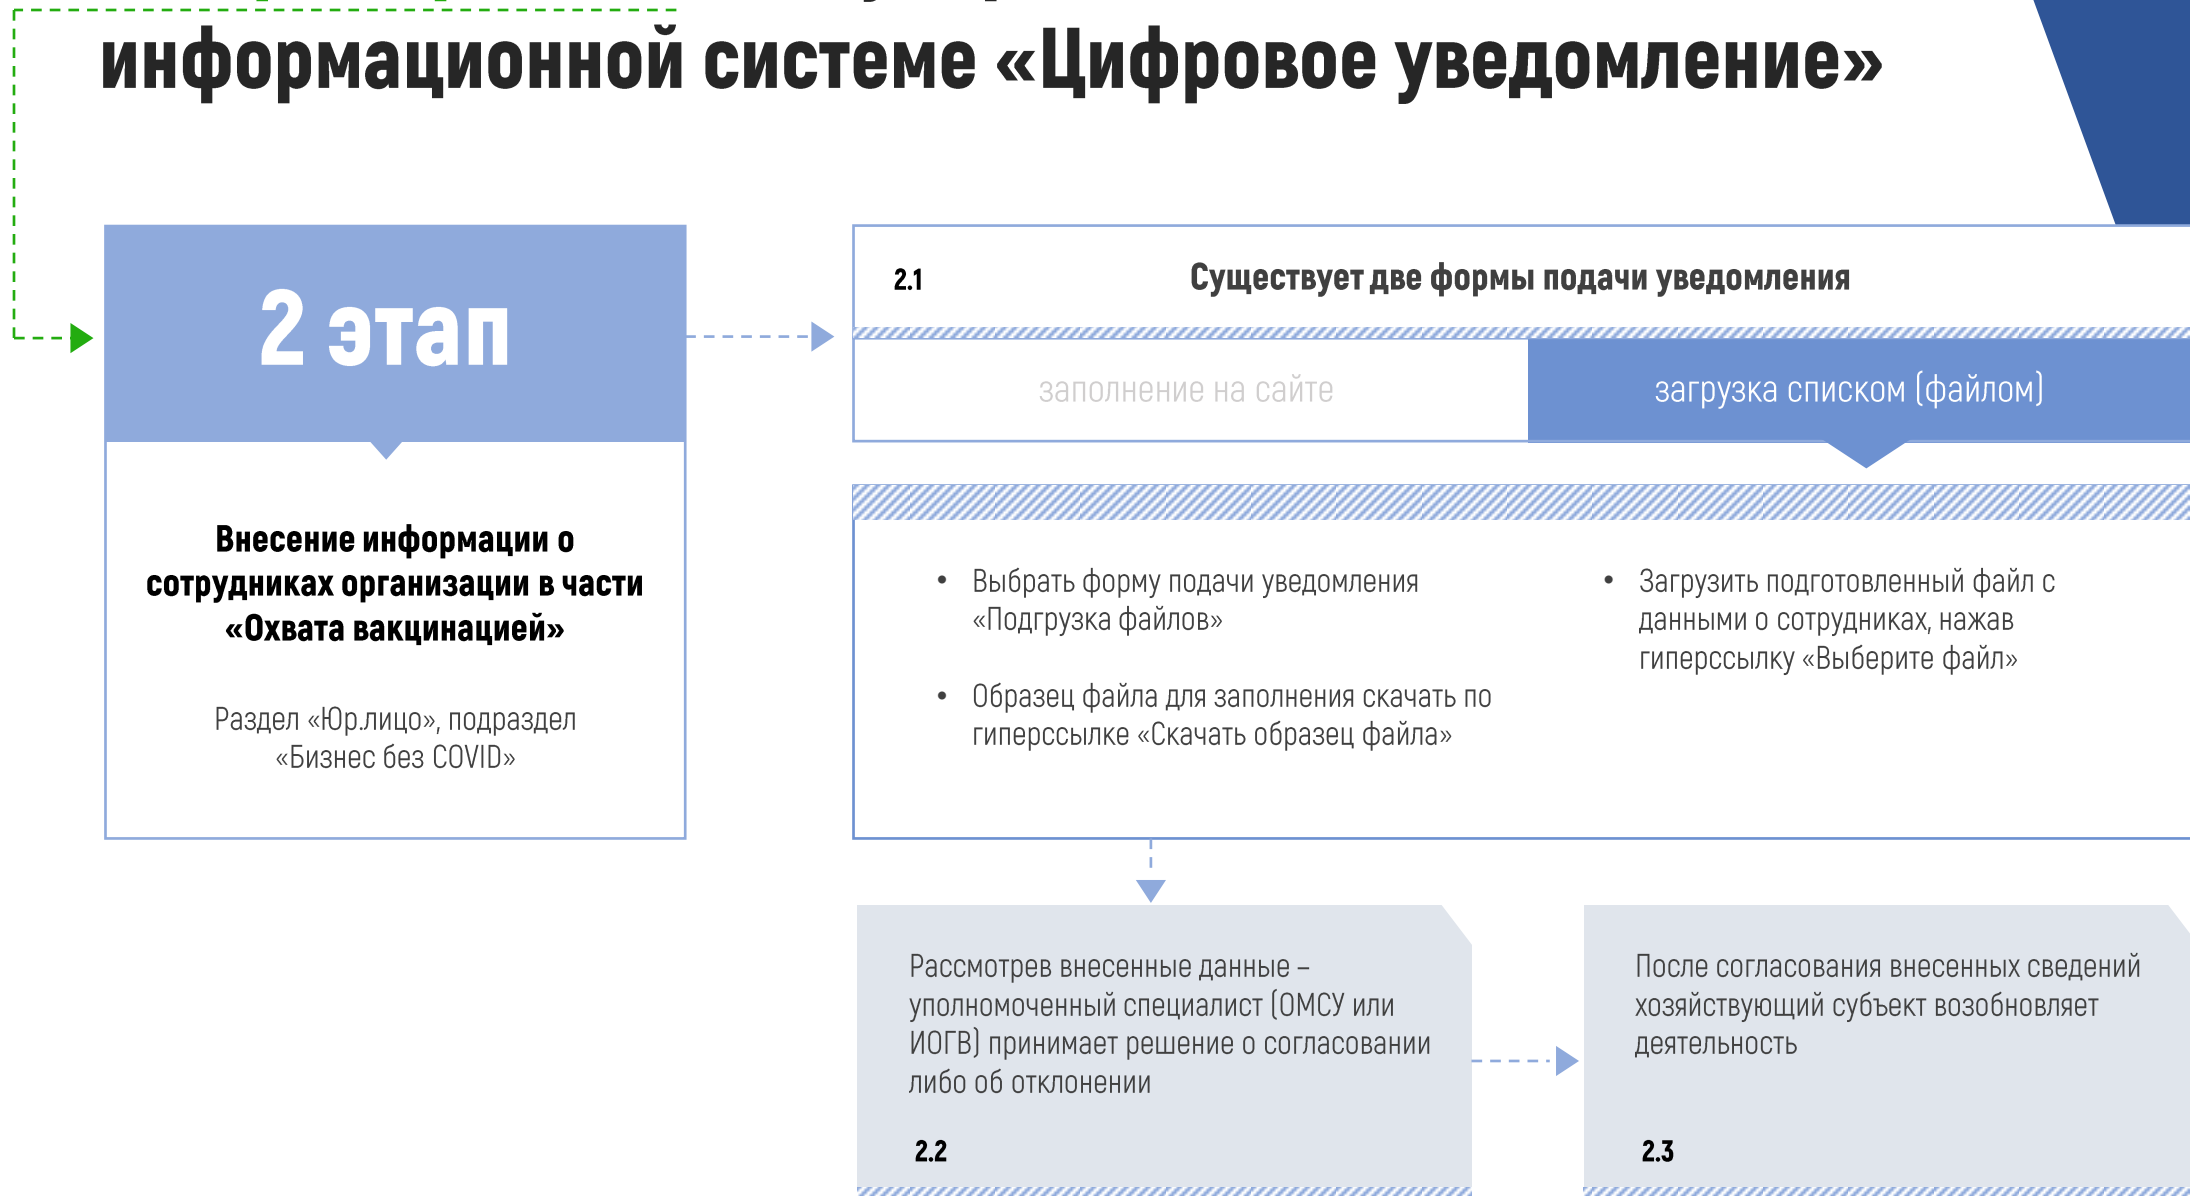 информационной системе «Цифровое уведомление»
2 этап
Внесение информации о
сотрудниках организации в части
«Охвата вакцинацией»
Раздел «Юр.лицо», подраздел
«Бизнес без COVID»
2.1
Существует две формы подачи уведомления
заполнение на сайте
загрузка списком (файлом)
• Выбрать форму подачи уведомления
«Подгрузка файлов»
• Образец файла для заполнения скачать по
гиперссылке «Скачать образец файла»
• Загрузить подготовленный файл с
данными о сотрудниках, нажав
гиперссылку «Выберите файл»
Рассмотрев внесенные данные –
уполномоченный специалист (ОМСУ или
ИОГВ) принимает решение о согласовании
либо об отклонении
2.2
После согласования внесенных сведений
хозяйствующий субъект возобновляет
деятельность
2.3